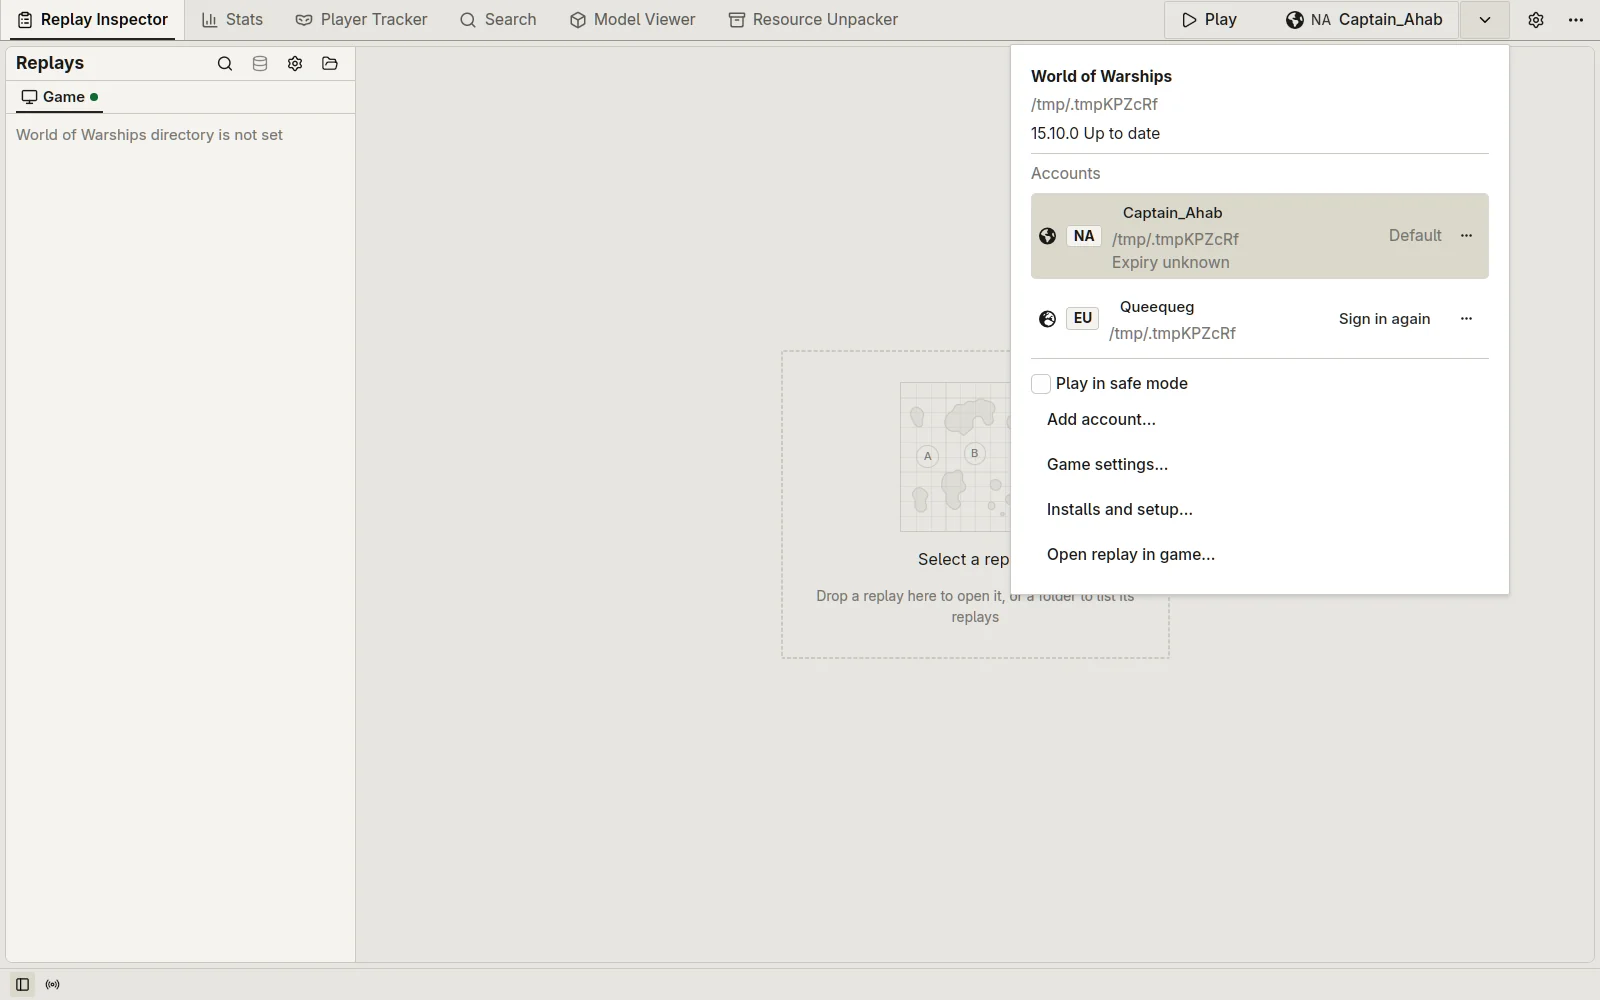 Replay Inspector
Stats
Player Tracker
Search
Model Viewer
Resource Unpacker
Play
NA Captain_Ahab
Replays
Game
World of Warships directory is not set
World of Warships
/tmp/.tmpKPZcRf
15.10.0 Up to date
Accounts
NA
Captain_Ahab
/tmp/.tmpKPZcRf
Expiry unknown
Default
EU
Queequeg
/tmp/.tmpKPZcRf
Sign in again
Play in safe mode
Add account...
Game settings...
Installs and setup...
Open replay in game...
A
B
Select a rep
Drop a replay here to open it, or a folder to list its
replays